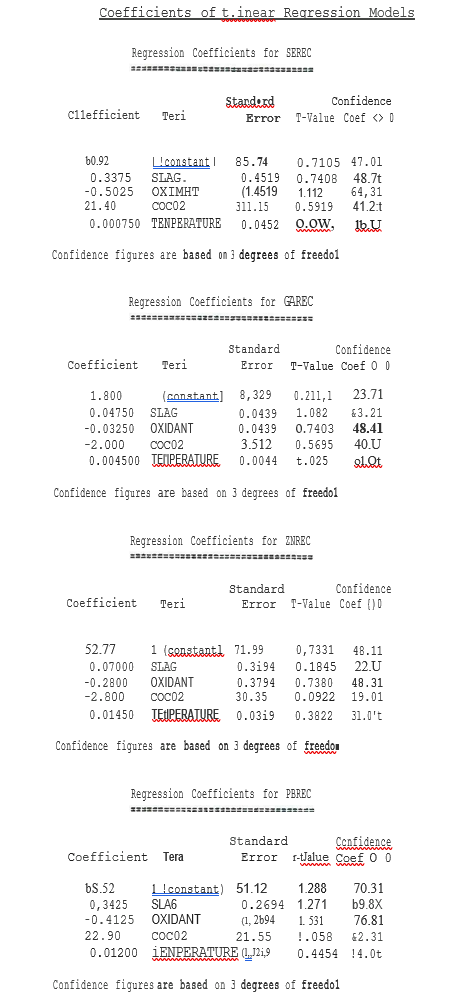 Coefficients of t.inear Regression Models
Regression Coefficients for SEREC
================================
Standard Confidence
C11efficient Teri Error T-Value Coef <> 0
b0.92 (!constant| 85.74 0.7105 47.01
0.3375 SLAG. 0.4519 0.7408 48.7t
-0.5025 OXIMHT (1.4519 1.112 64,31
21.40 COC02 311.15 0.5919 41.2:t
0.000750 TENPERATURE 0.0452 O.OW, 1b.U
Confidence figures are based on 3 degrees of freedo1
Regression Coefficients for GAREC
================================
Standard Confidence
Coefficient Teri Error T-Value Coef O 0
1.800 (constant] 8,329 0.211,1 23.71
0.04750 SLAG 0.0439 1.082 &3.21
-0.03250 OXIDANT 0.0439 0.7403 48.41
-2.000 COC02 3.512 0.5695 40.U
0.004500 TEl1PERATURE 0.0044 t.025 o1.Ot
Confidence figures are based on 3 degrees of freedo1
Regression Coefficients for ZNREC
================================
Standard Confidence
Coefficient Teri Error T-Value Coef () 0
52.77 1 (constant1 71.99 0,7331 48.11
0.07000 SLAG 0.3i94 0.1845 22.U
-0.2800 OXIDANT 0.3794 0.7380 48.31
-2.800 COC02 30.35 0.0922 19.01
0.01450 TEtlPERATURE 0.03i9 0.3822 31.0't
Confidence figures are based on 3 degrees of freedo■
Regression Coefficients for PBREC
================================
Standard Ccnfidence
Coefficient Tera Error r-tJalue Coef O 0
bS.52 1 !constant) 51.12 1.288 70.31
0,3425 SLA6 0.2694 1.271 b9.8X
-0.4125 OXIDANT (1, 2b94 1. 531 76.81
22.90 COC02 21.55 !.058 &2.31
0.01200 iENPERATURE (l,J2i,9 0.4454 !4.0t
Confidence figures are based on 3 degrees of freedo1